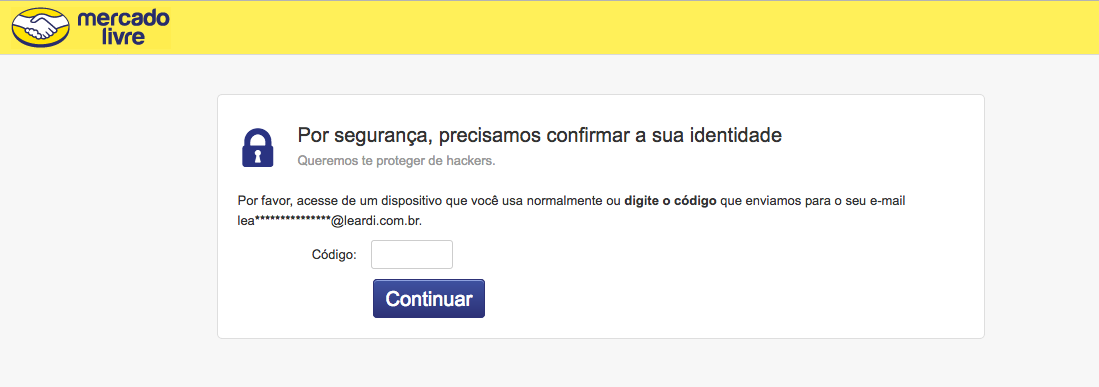 mercado
livre
Por segurança, precisamos confirmar a sua identidade
Queremos te proteger de hackers.
Por favor, acesse de um dispositivo que você usa normalmente ou digite o código que enviamos para o seu e-mail
lea***************@leardi.com.br.
Código:
Continuar